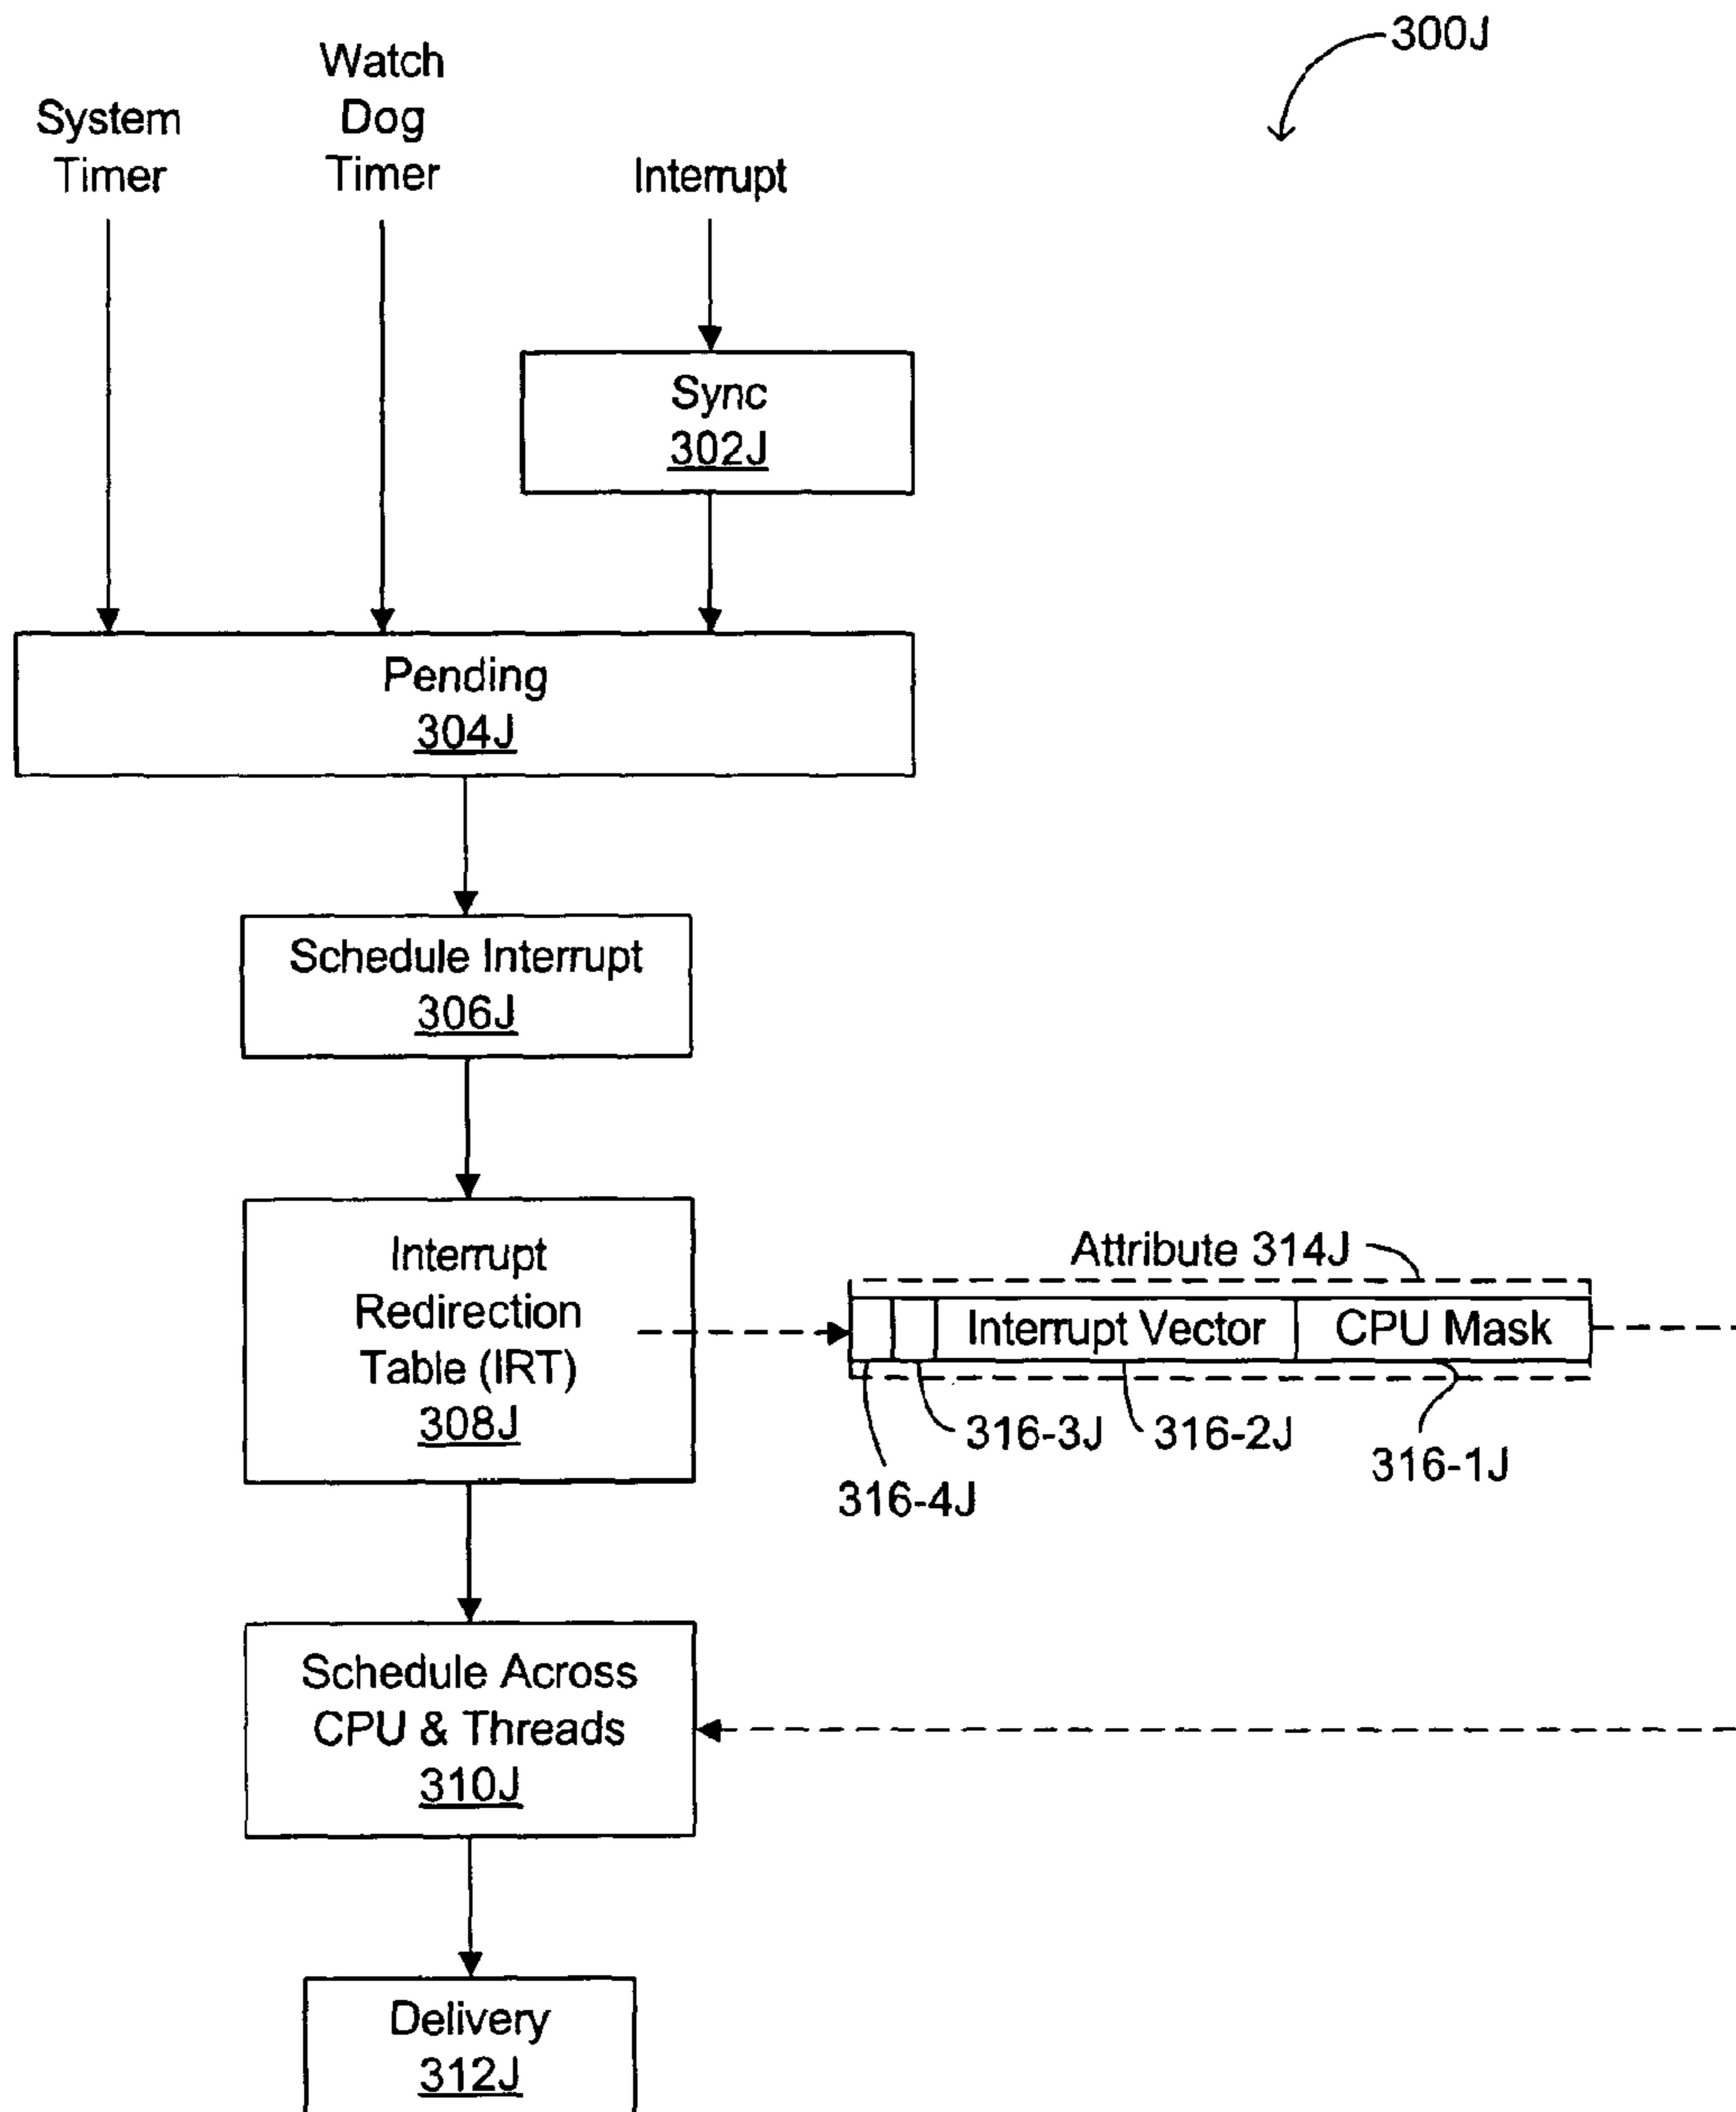 300J
System
Timer
Watch
Dog
Timer
Interrupt
Sync
302J
Pending
304J
Schedule Interrupt
306J
Interrupt
Redirection
Table (IRT)
308J
Attribute 314J
Interrupt Vector
CPU Mask
316-3J
316-2J
316-1J
316-4J
Schedule Across
CPU & Threads
310J
Delivery
312J